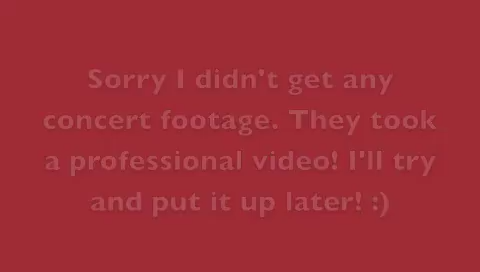 Sorry I didn't get any
concert footage. They took
a professional video! I'll try
and put it up later! :)